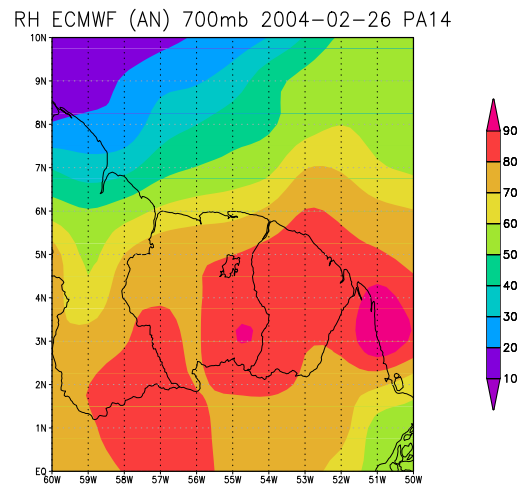 RH ECMWF (AN) 700mb 2004-02-26 PA14
10N
9N
8N
7N
6N
5N
4N
3N
2N
1N
EQ
60W 59W 58W 57W 56W 55W 54W 53W 52W 51W 50W
90
80
70
60
50
40
30
20
10